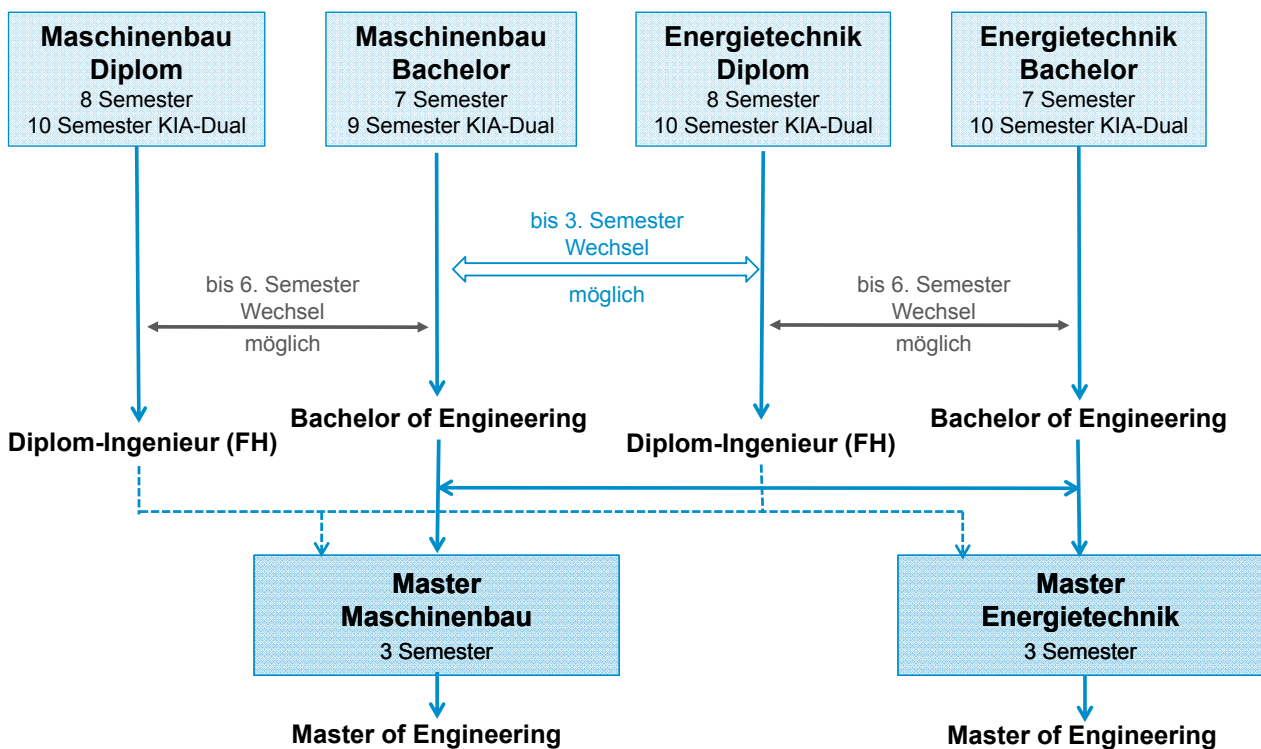 Maschinenbau
Diplom
8 Semester
10 Semester KIA-Dual
Maschinenbau
Bachelor
7 Semester
9 Semester KIA-Dual
Energietechnik
Diplom
8 Semester
10 Semester KIA-Dual
Energietechnik
Bachelor
7 Semester
10 Semester KIA-Dual
bis 3. Semester
Wechsel
möglich
bis 6. Semester
Wechsel
möglich
bis 6. Semester
Wechsel
möglich
Diplom-Ingenieur (FH)
Bachelor of Engineering
Diplom-Ingenieur (FH)
Bachelor of Engineering
Master
Maschinenbau
3 Semester
Master
Energietechnik
3 Semester
Master of Engineering
Master of Engineering